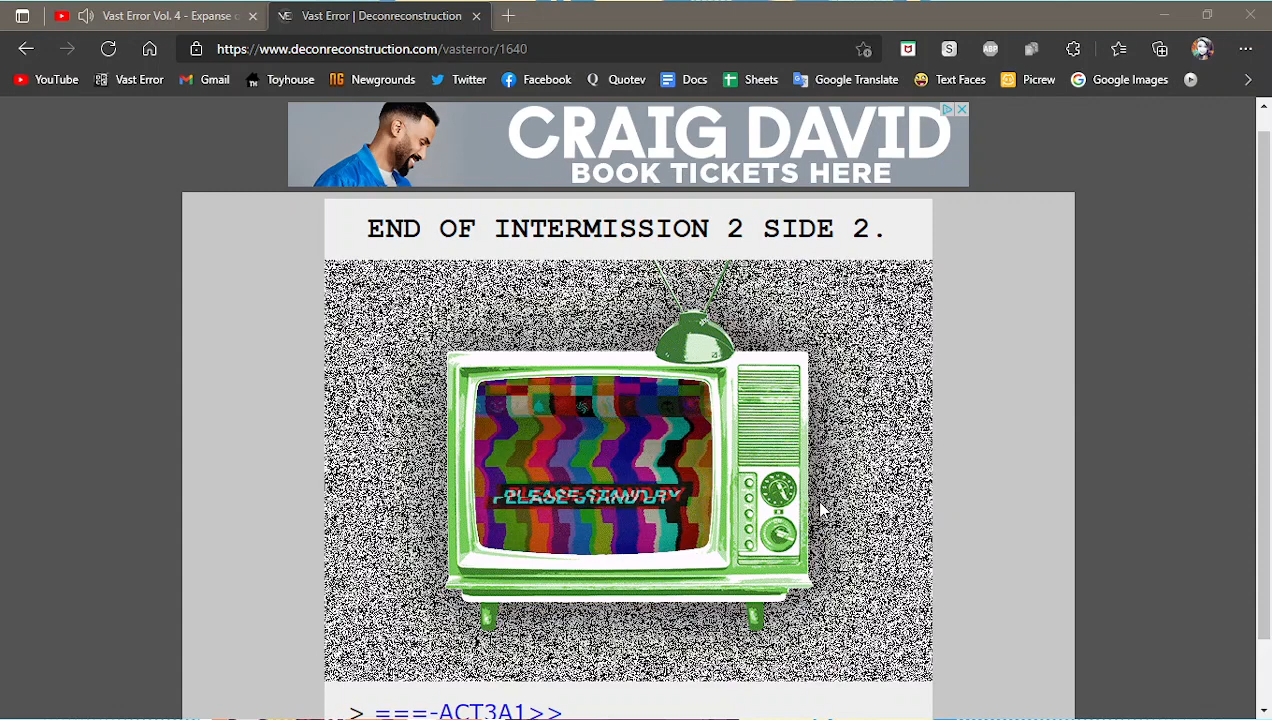 Vast Error Vol. 4 - Expanse
Vast Error | Deconreconstruction
https://www.deconreconstruction.com/vasterror/1640
YouTube Vast Error Gmail Toyhouse Newgrounds Twitter Facebook Quotev Docs Sheets Google Translate Text Faces Picrew Google Images
CRAIG DAVID
BOOK TICKETS HERE
END OF INTERMISSION 2 SIDE 2.
PLEASE STAND BY
> ===-ACT3A1>>